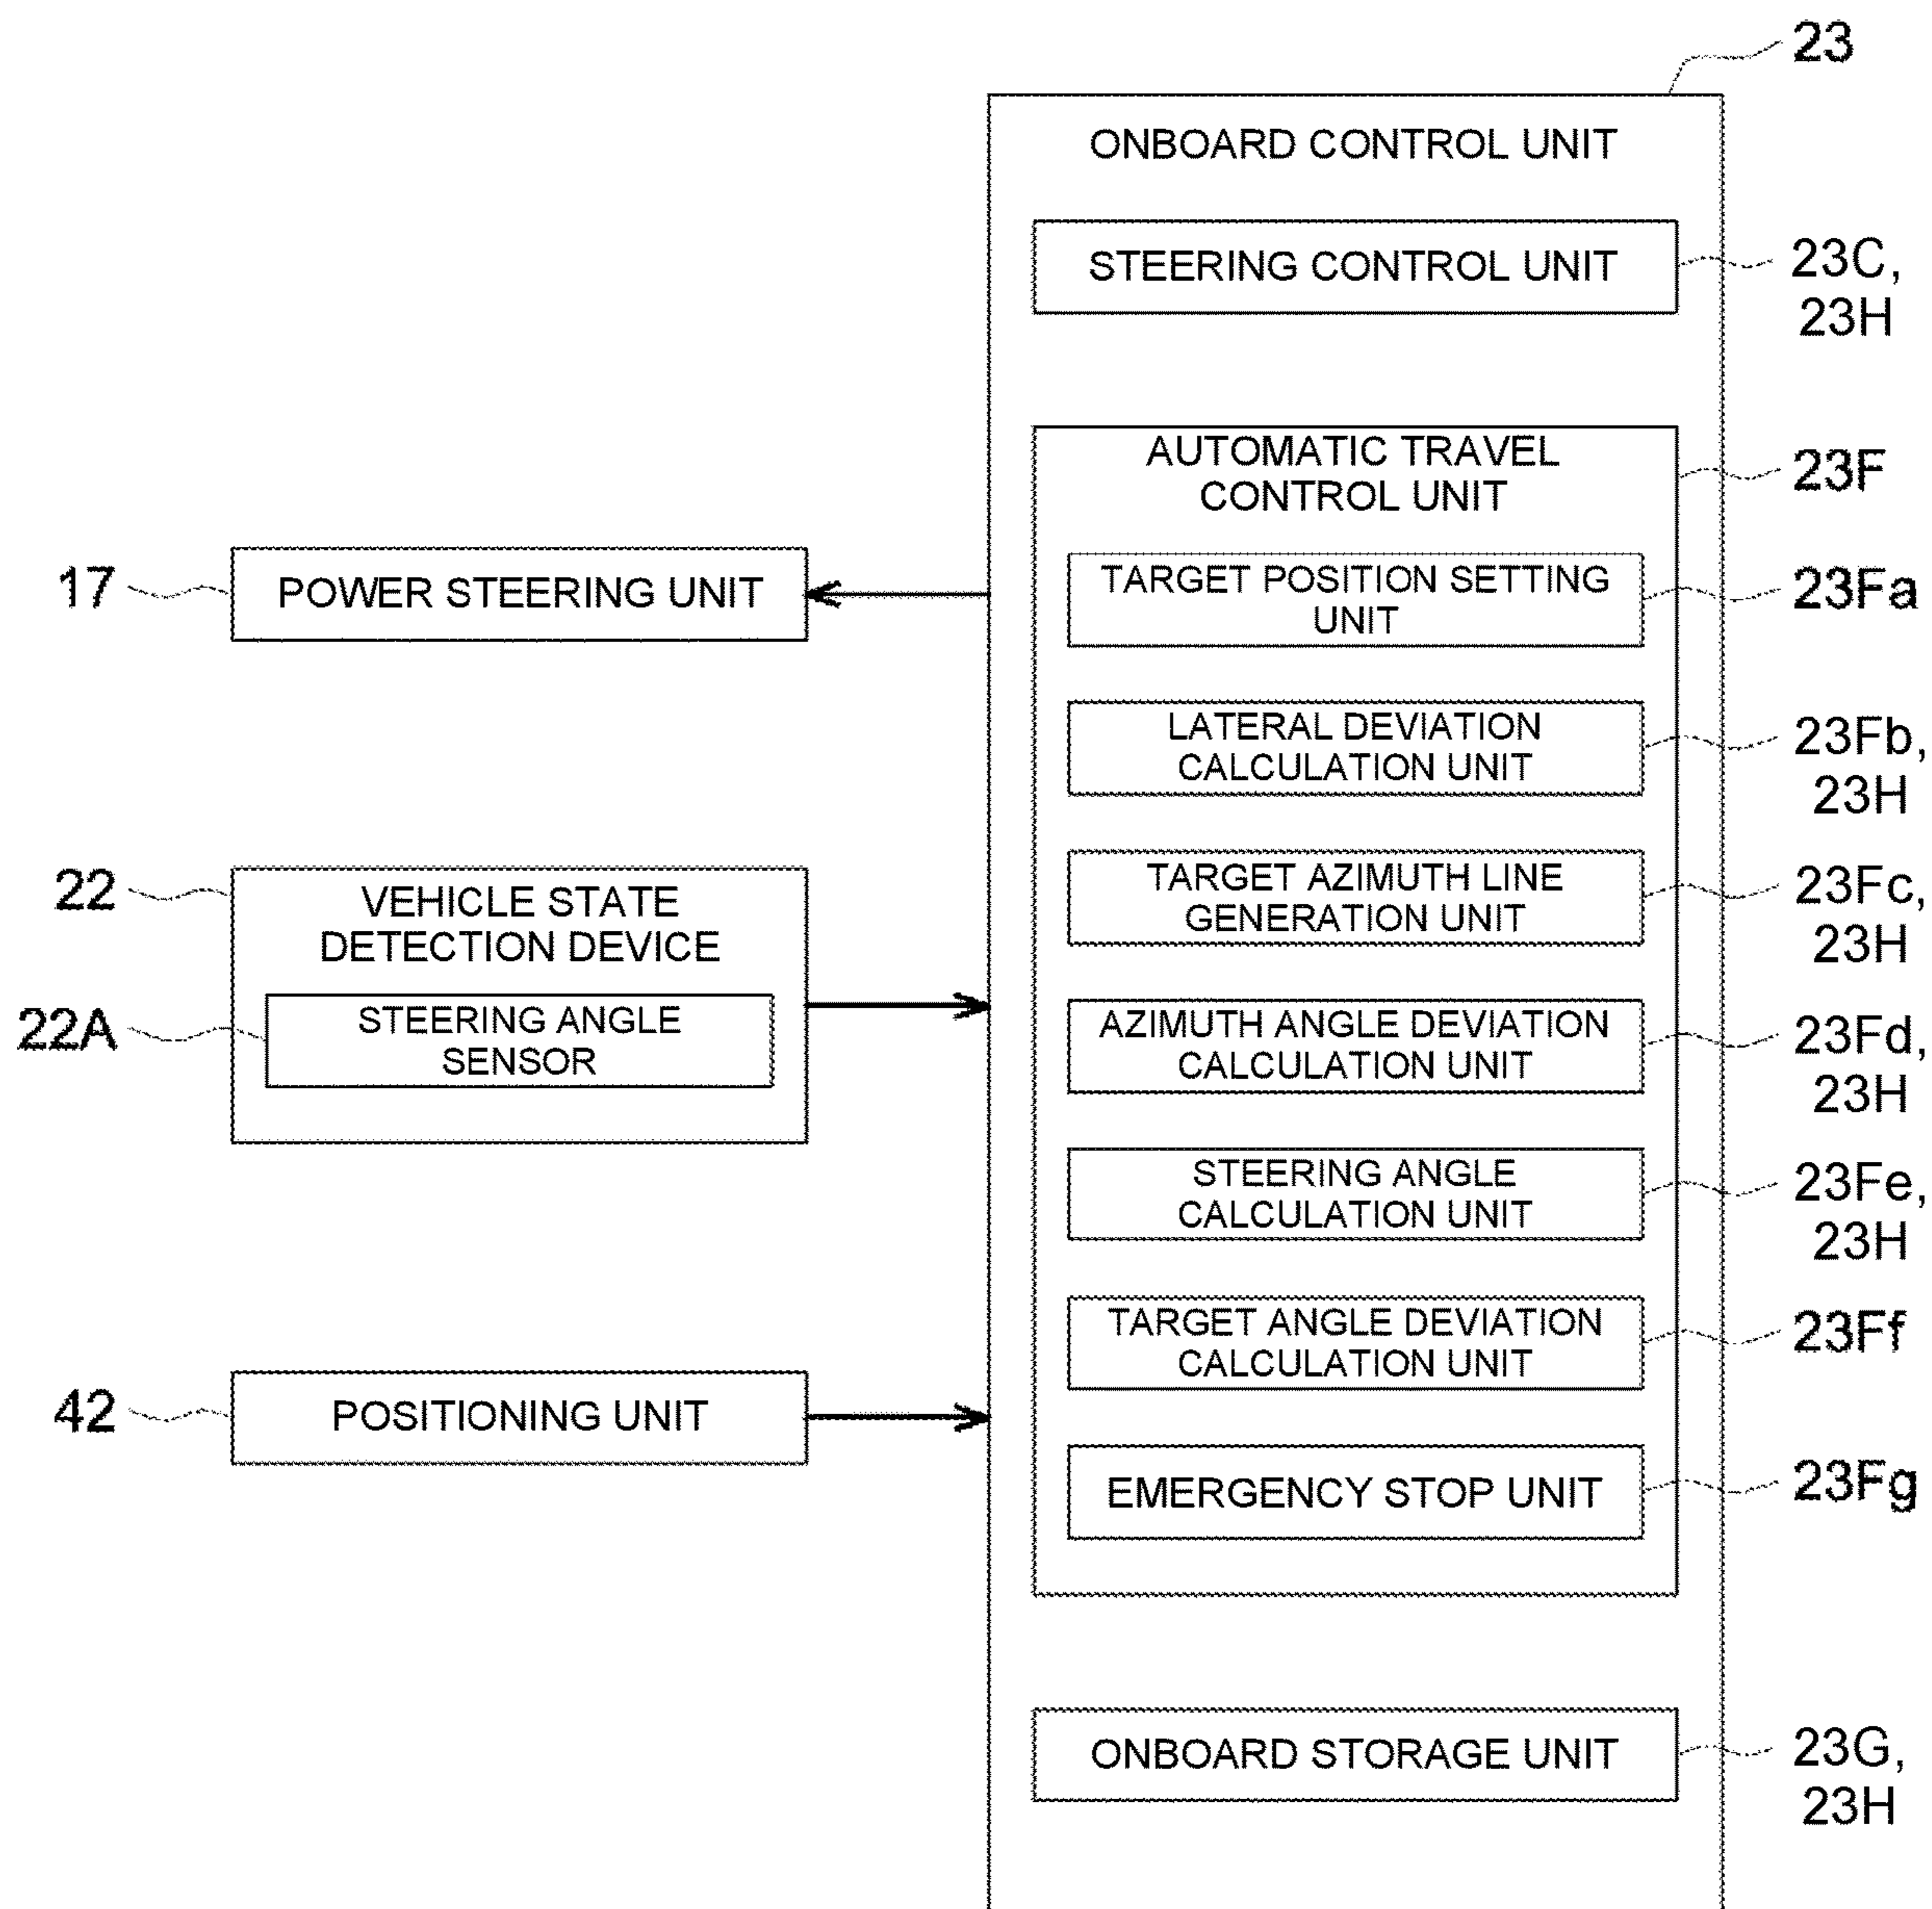 23
ONBOARD CONTROL UNIT
STEERING CONTROL UNIT
23C,
23H
AUTOMATIC TRAVEL
CONTROL UNIT
23F
17
POWER STEERING UNIT
TARGET POSITION SETTING
UNIT
23Fa
LATERAL DEVIATION
CALCULATION UNIT
23Fb,
23H
22
VEHICLE STATE
DETECTION DEVICE
TARGET AZIMUTH LINE
GENERATION UNIT
23Fc,
23H
22A
STEERING ANGLE
SENSOR
AZIMUTH ANGLE DEVIATION
CALCULATION UNIT
23Fd,
23H
STEERING ANGLE
CALCULATION UNIT
23Fe,
23H
TARGET ANGLE DEVIATION
CALCULATION UNIT
23Ff
42
POSITIONING UNIT
EMERGENCY STOP UNIT
23Fg
ONBOARD STORAGE UNIT
23G,
23H